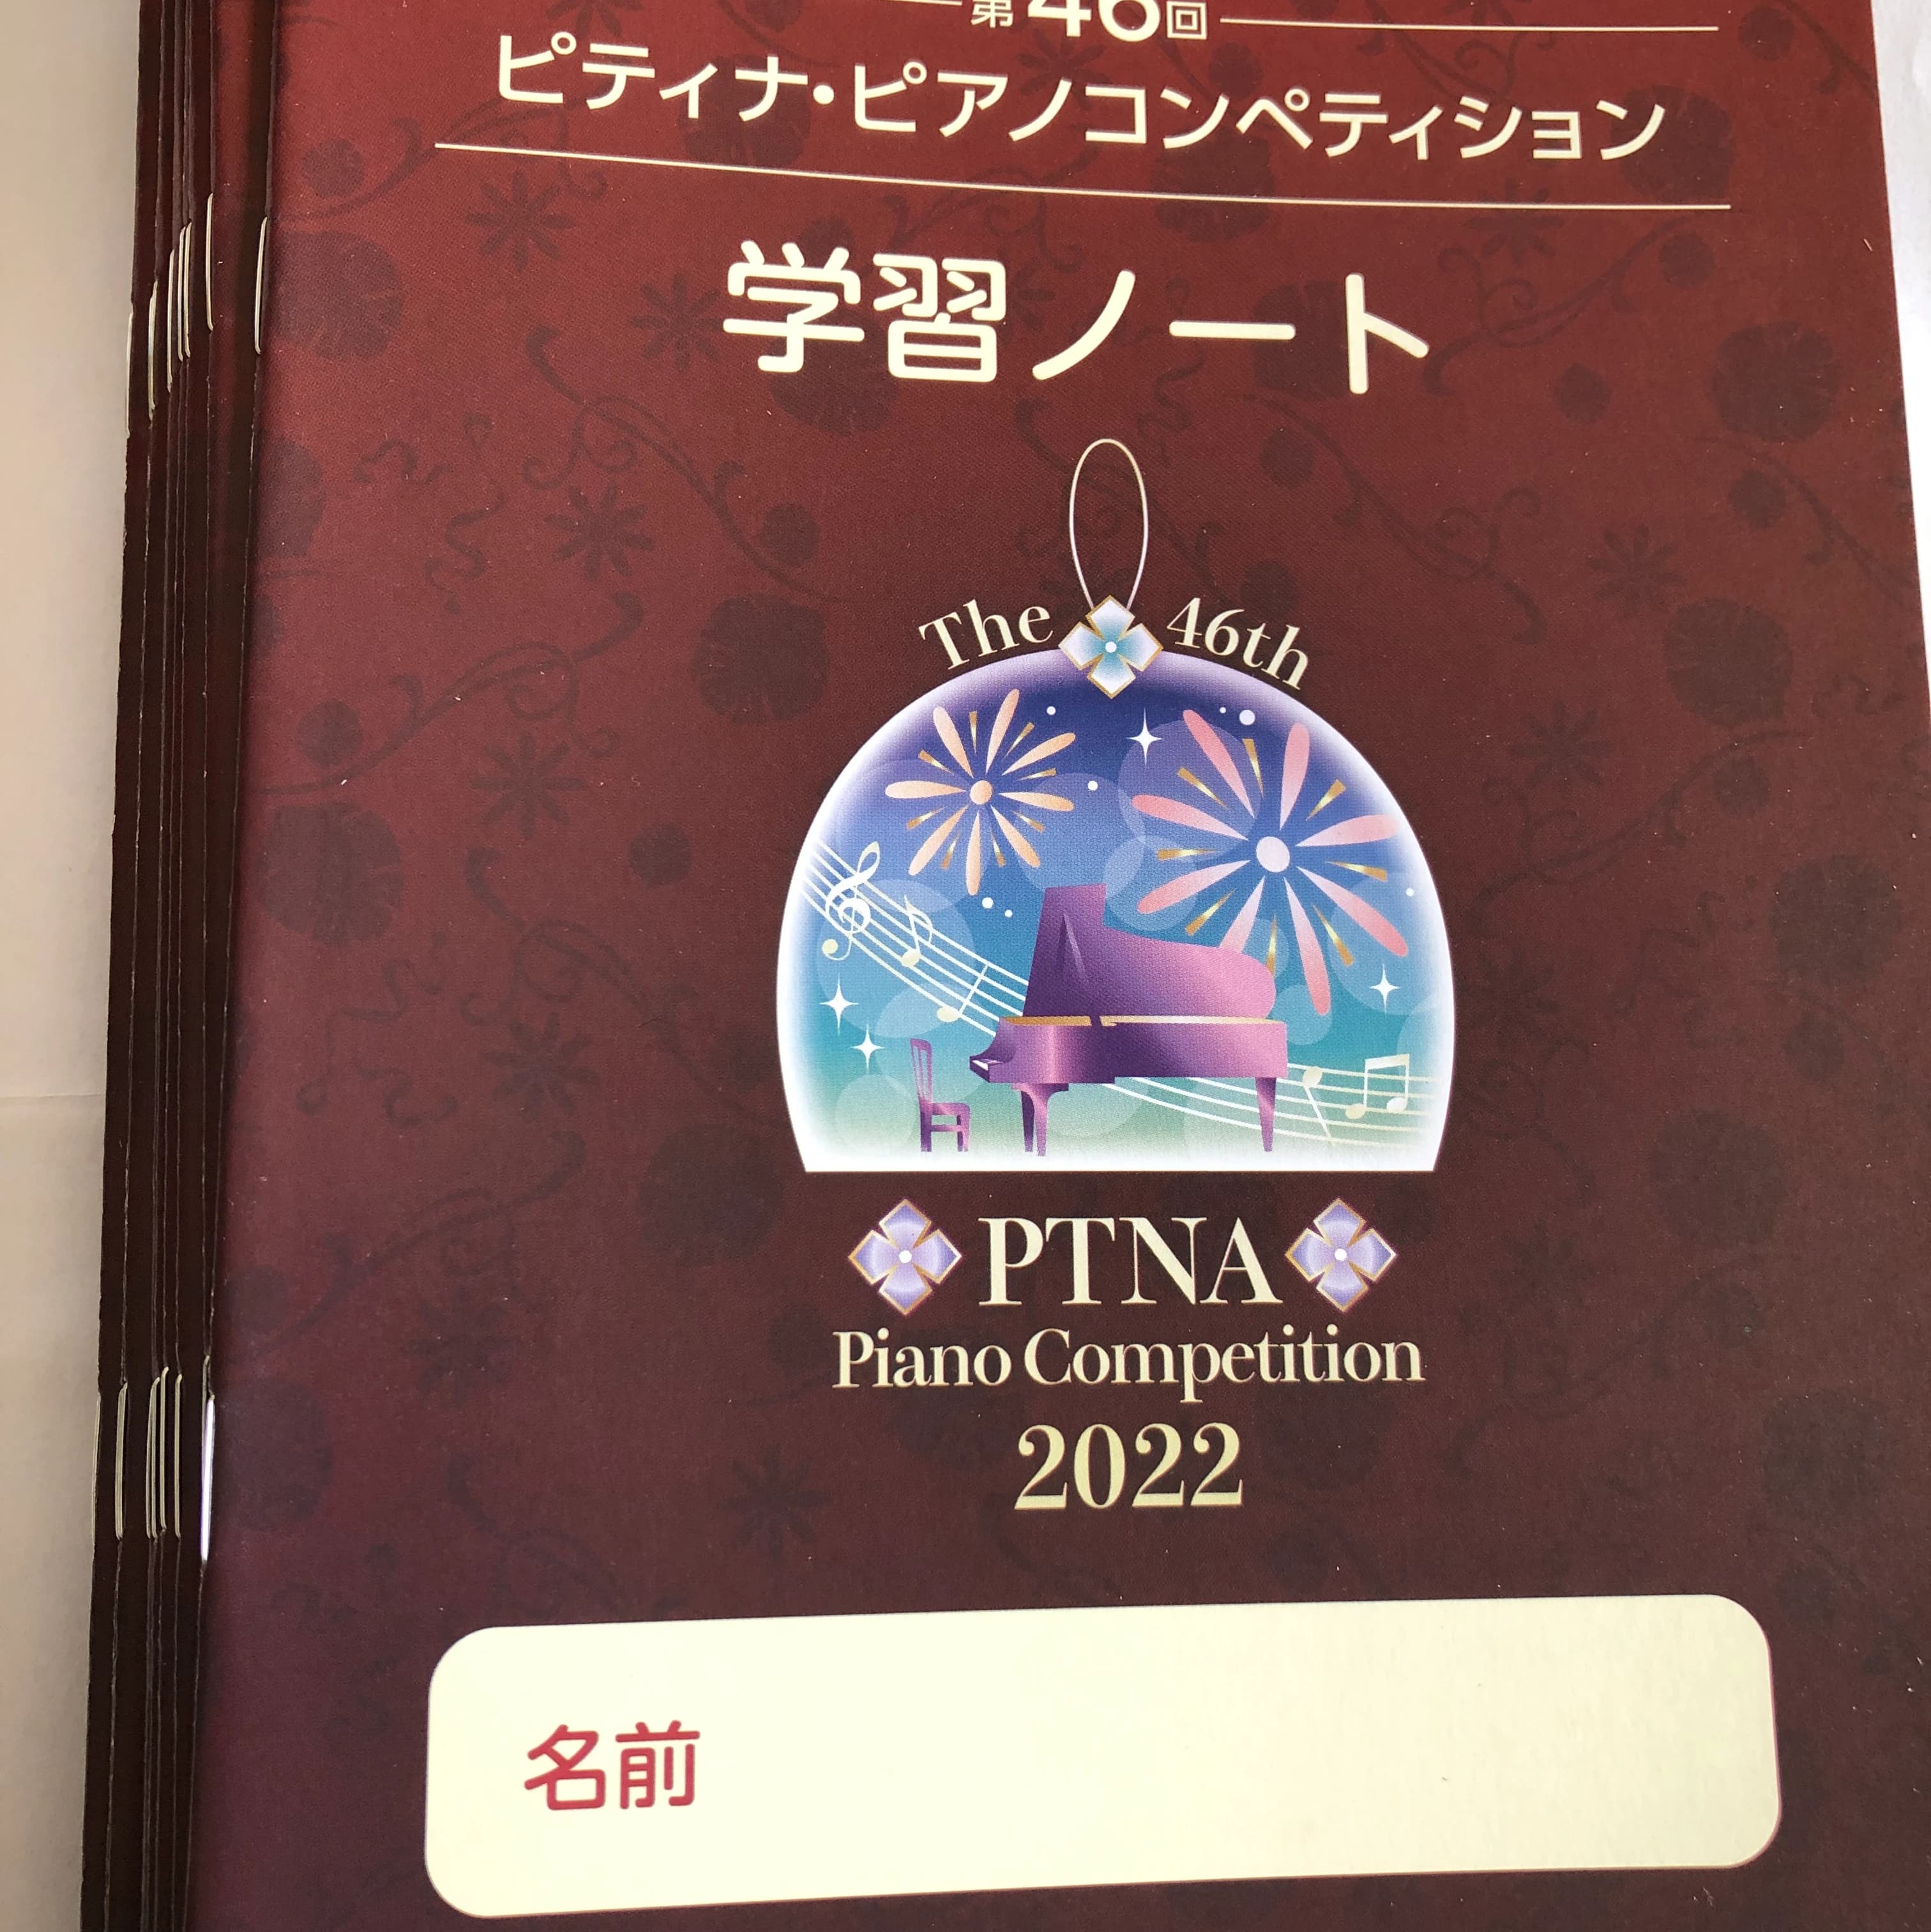 第46回
ピティナ・ピアノコンペティション
学習ノート
The 46th
PTNA
Piano Competition
2022
名前